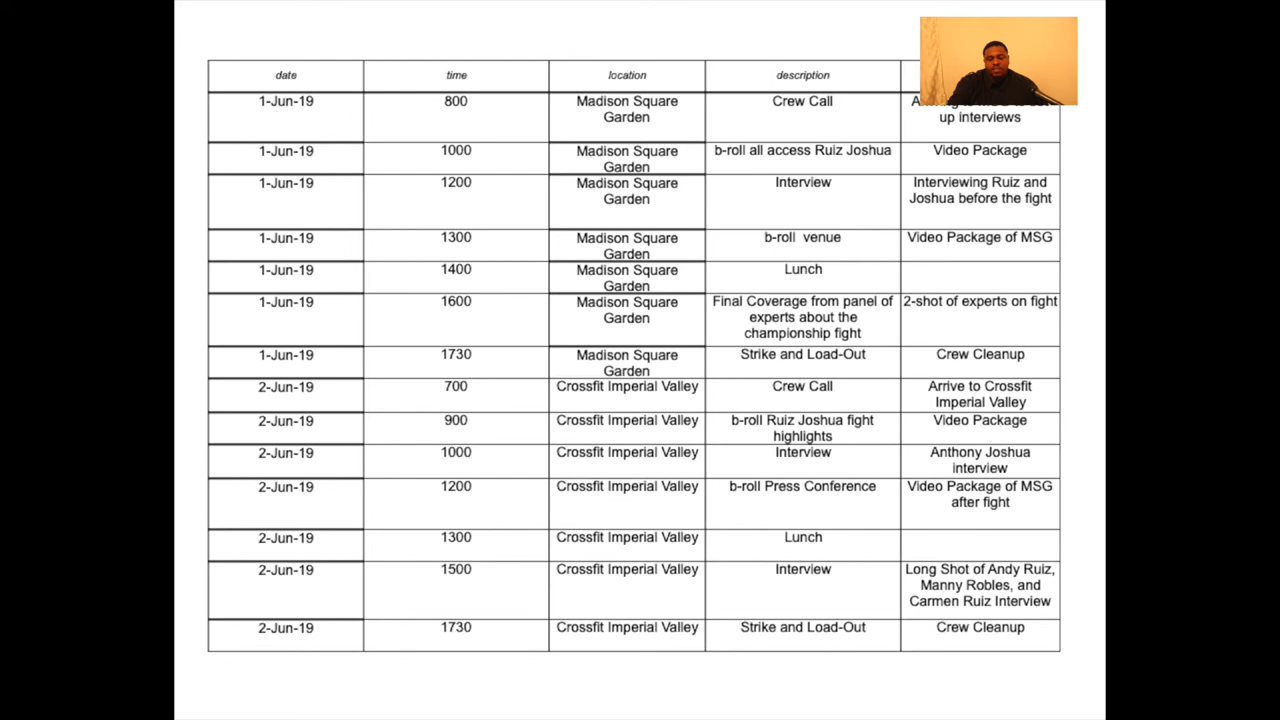 date time location description
1-Jun-19 800 Madison Square Crew Call
Garden up interviews
1-Jun-19 1000 Madison Square b-roll all access Ruiz Joshua Video Package
Garden
1-Jun-19 1200 Madison Square Interview Interviewing Ruiz and
Garden Joshua before the fight
1-Jun-19 1300 Madison Square b-roll venue Video Package of MSG
Garden
1-Jun-19 1400 Madison Square Lunch
Garden
1-Jun-19 1600 Madison Square Final Coverage from panel of 2-shot of experts on fight
Garden experts about the
championship fight
1-Jun-19 1730 Madison Square Strike and Load-Out Crew Cleanup
Garden
2-Jun-19 700 Crossfit Imperial Valley Crew Call Arrive to Crossfit
Imperial Valley
2-Jun-19 900 Crossfit Imperial Valley b-roll Ruiz Joshua fight Video Package
highlights
2-Jun-19 1000 Crossfit Imperial Valley Interview Anthony Joshua
interview
2-Jun-19 1200 Crossfit Imperial Valley b-roll Press Conference Video Package of MSG
after fight
2-Jun-19 1300 Crossfit Imperial Valley Lunch
2-Jun-19 1500 Crossfit Imperial Valley Interview Long Shot of Andy Ruiz,
Manny Robles, and
Carmen Ruiz Interview
2-Jun-19 1730 Crossfit Imperial Valley Strike and Load-Out Crew Cleanup